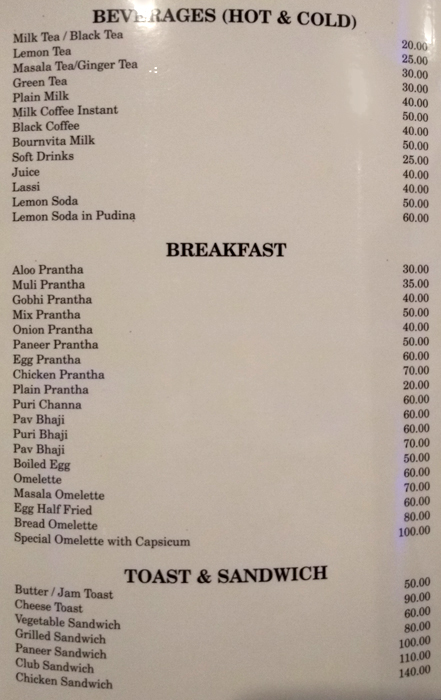 BEVERAGES (HOT & COLD)
Milk Tea / Black Tea 20.00
Lemon Tea 25.00
Masala Tea/Ginger Tea 30.00
Green Tea 30.00
Plain Milk 40.00
Milk Coffee Instant 50.00
Black Coffee 40.00
Bournvita Milk 50.00
Soft Drinks 25.00
Juice 40.00
Lassi 40.00
Lemon Soda 50.00
Lemon Soda in Pudina 60.00
BREAKFAST
Aloo Prantha 30.00
Muli Prantha 35.00
Gobhi Prantha 40.00
Mix Prantha 50.00
Onion Prantha 40.00
Paneer Prantha 50.00
Egg Prantha 60.00
Chicken Prantha 70.00
Plain Prantha 20.00
Puri Channa 60.00
Pav Bhaji 60.00
Puri Bhaji 60.00
Pav Bhaji 70.00
Boiled Egg 50.00
Omelette 60.00
Masala Omelette 70.00
Egg Half Fried 60.00
Bread Omelette 80.00
Special Omelette with Capsicum 100.00
TOAST & SANDWICH
Butter / Jam Toast 50.00
Cheese Toast 90.00
Vegetable Sandwich 60.00
Grilled Sandwich 80.00
Paneer Sandwich 100.00
Club Sandwich 110.00
Chicken Sandwich 140.00